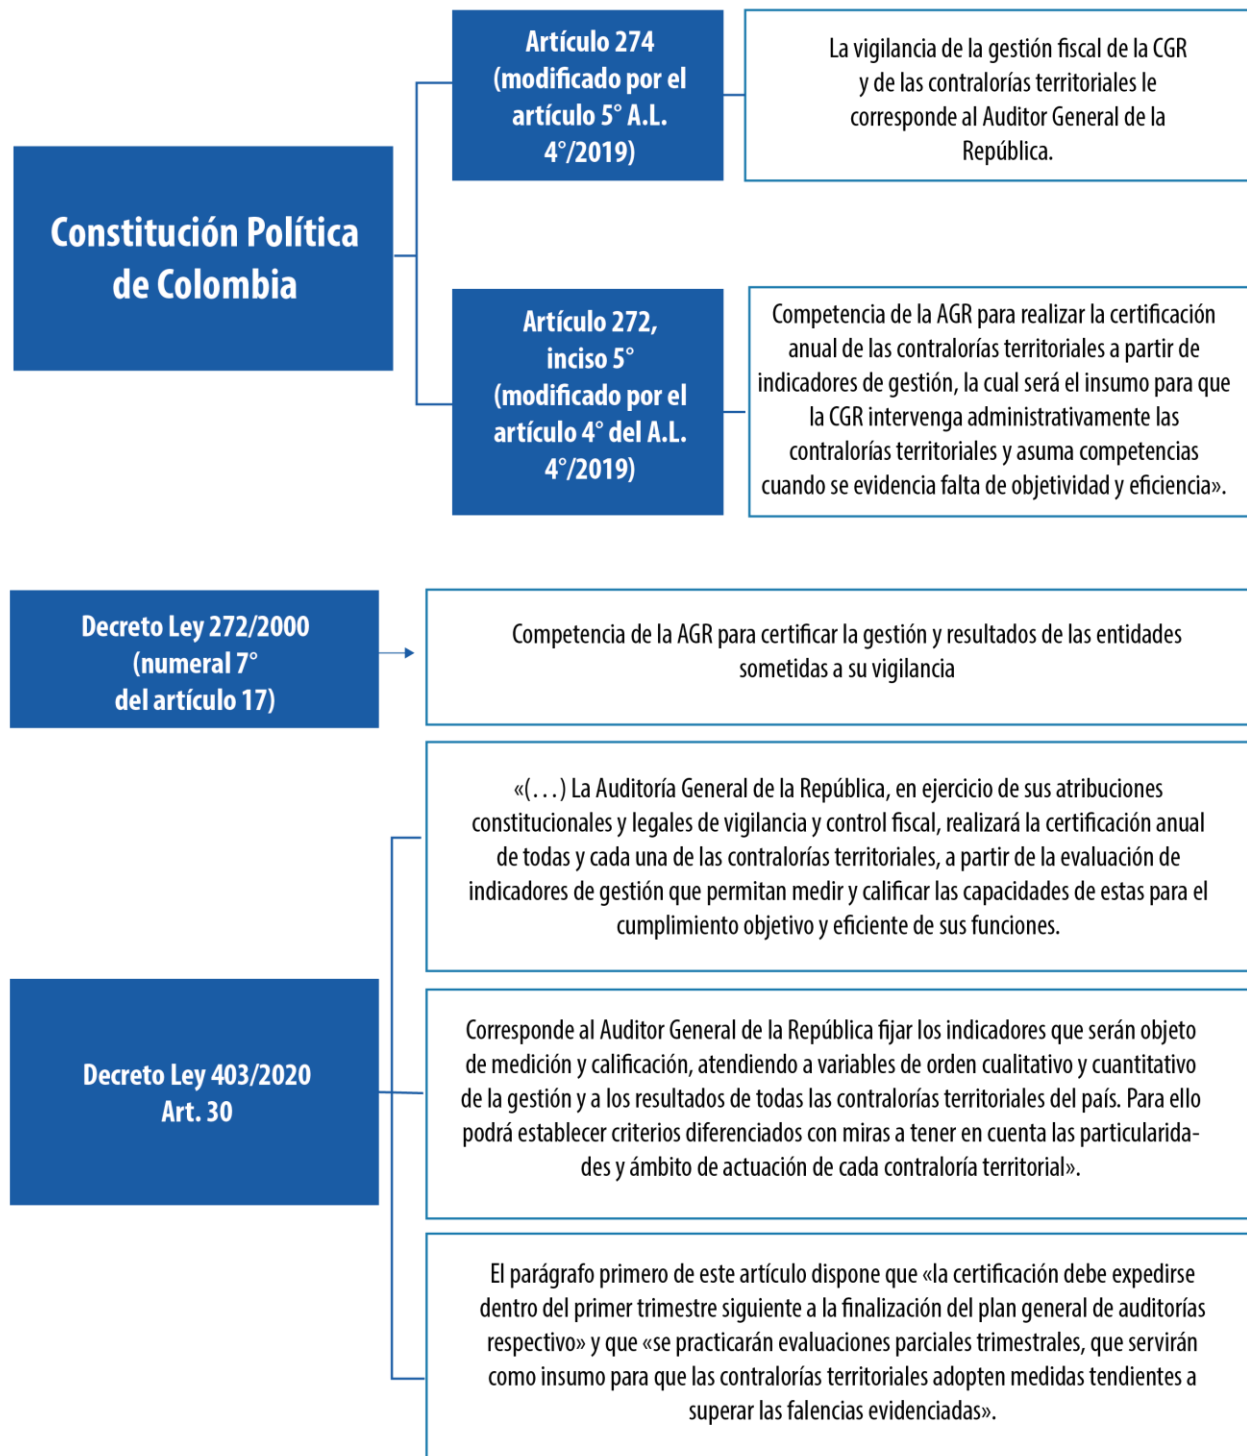 Constitución Política
de Colombia
Artículo 274
(modificado por el
artículo 5° A.L.
4°/2019)
La vigilancia de la gestión fiscal de la CGR
y de las contralorías territoriales le
corresponde al Auditor General de la
República.
Artículo 272,
inciso 5°
(modificado por el
artículo 4° del A.L.
4°/2019)
Competencia de la AGR para realizar la certificación
anual de las contralorías territoriales a partir de
indicadores de gestión, la cual será el insumo para que
la CGR intervenga administrativamente las
contralorías territoriales y asuma competencias
cuando se evidencia falta de objetividad y eficiencia».
Decreto Ley 272/2000
(numeral 7°
del artículo 17)
Competencia de la AGR para certificar la gestión y resultados de las entidades
sometidas a su vigilancia
Decreto Ley 403/2020
Art. 30
«(...) La Auditoría General de la República, en ejercicio de sus atribuciones
constitucionales y legales de vigilancia y control fiscal, realizará la certificación anual
de todas y cada una de las contralorías territoriales, a partir de la evaluación de
indicadores de gestión que permitan medir y calificar las capacidades de estas para el
cumplimiento objetivo y eficiente de sus funciones.
Corresponde al Auditor General de la República fijar los indicadores que serán objeto
de medición y calificación, atendiendo a variables de orden cualitativo y cuantitativo
de la gestión y a los resultados de todas las contralorías territoriales del país. Para ello
podrá establecer criterios diferenciados con miras a tener en cuenta las particularida-
des y ámbito de actuación de cada contraloría territorial».
El parágrafo primero de este artículo dispone que «la certificación debe expedirse
dentro del primer trimestre siguiente a la finalización del plan general de auditorías
respectivo» y que «se practicarán evaluaciones parciales trimestrales, que servirán
como insumo para que las contralorías territoriales adopten medidas tendientes a
superar las falencias evidenciadas».